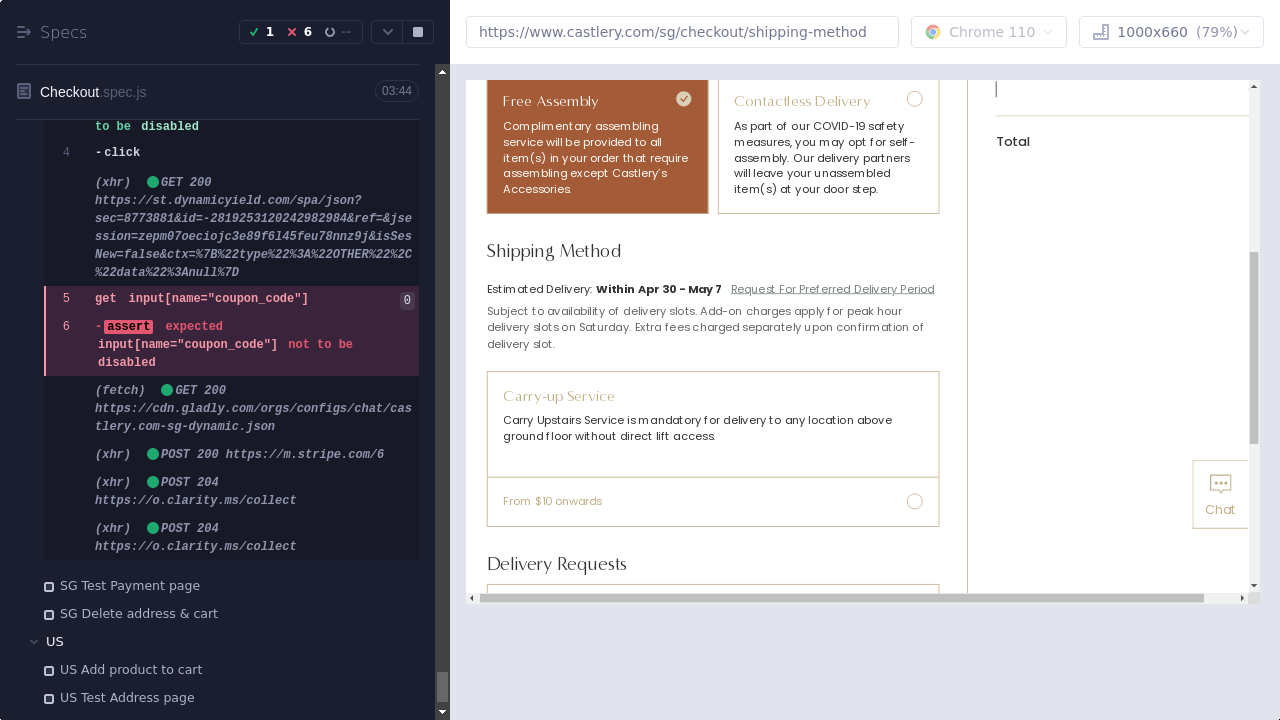 Specs
1 6 --
Checkout.spec.js
03:44
to be disabled
4 -click
(xhr) GET 200
https://st.dynamicyield.com/spa/json?
sec=8773881&id=-2819253120242982984&ref=&jse
ssion=zepm07oeciojc3e89f6l45feu78nnz9j&isSes
New=false&ctx=%7B%22type%22%3A%22OTHER%22%2C
%22data%22%3Anull%7D
5 get input[name="coupon_code"] 0
6 -assert expected
input[name="coupon_code"] not to be
disabled
(fetch) GET 200
https://cdn.gladly.com/orgs/configs/chat/cas
tlery.com-sg-dynamic.json
(xhr) POST 200 https://m.stripe.com/6
(xhr) POST 204
https://o.clarity.ms/collect
(xhr) POST 204
https://o.clarity.ms/collect
SG Test Payment page
SG Delete address & cart
US
US Add product to cart
US Test Address page
https://www.castlery.com/sg/checkout/shipping-method
Chrome 110
1000x660 (79%)
Free Assembly
Complimentary assembling
service will be provided to all
item(s) in your order that require
assembling except Castlery's
Accessories.
Contactless Delivery
As part of our COVID-19 safety
measures, you may opt for self-
assembly. Our delivery partners
will leave your unassembled
item(s) at your door step.
Total
Shipping Method
Estimated Delivery: Within Apr 30 - May 7 Request For Preferred Delivery Period
Subject to availability of delivery slots. Add-on charges apply for peak hour
delivery slots on Saturday. Extra fees charged separately upon confirmation of
delivery slot.
Carry-up Service
Carry Upstairs Service is mandatory for delivery to any location above
ground floor without direct lift access.
From $10 onwards
Chat
Delivery Requests